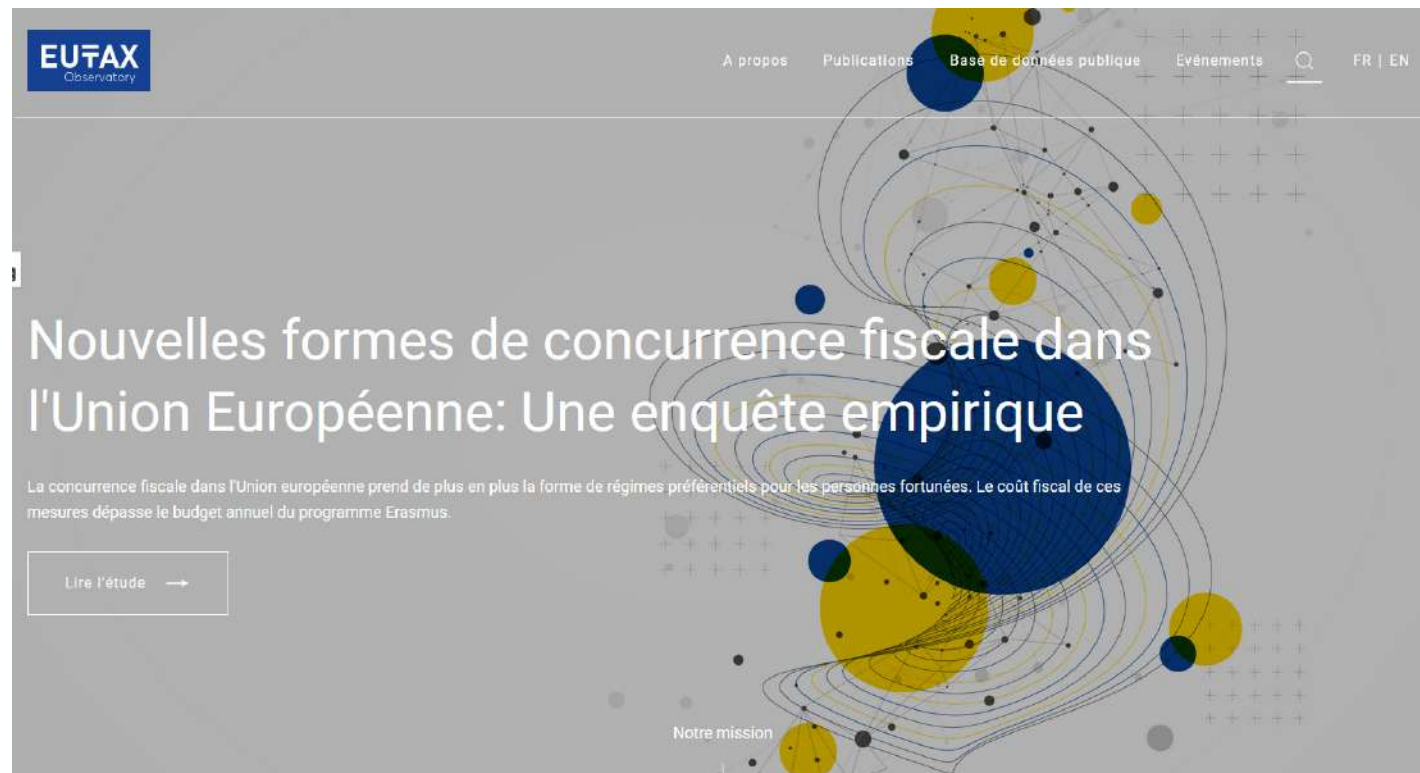 EUTAX
Observatory
A propos Publications Base de données publique Evénements FR | EN
Nouvelles formes de concurrence fiscale dans
l'Union Européenne: Une enquête empirique
La concurrence fiscale dans l'Union européenne prend de plus en plus la forme de régimes préférentiels pour les personnes fortunées. Le coût fiscal de ces
mesures dépasse le budget annuel du programme Erasmus.
Lire l'étude →
Notre mission